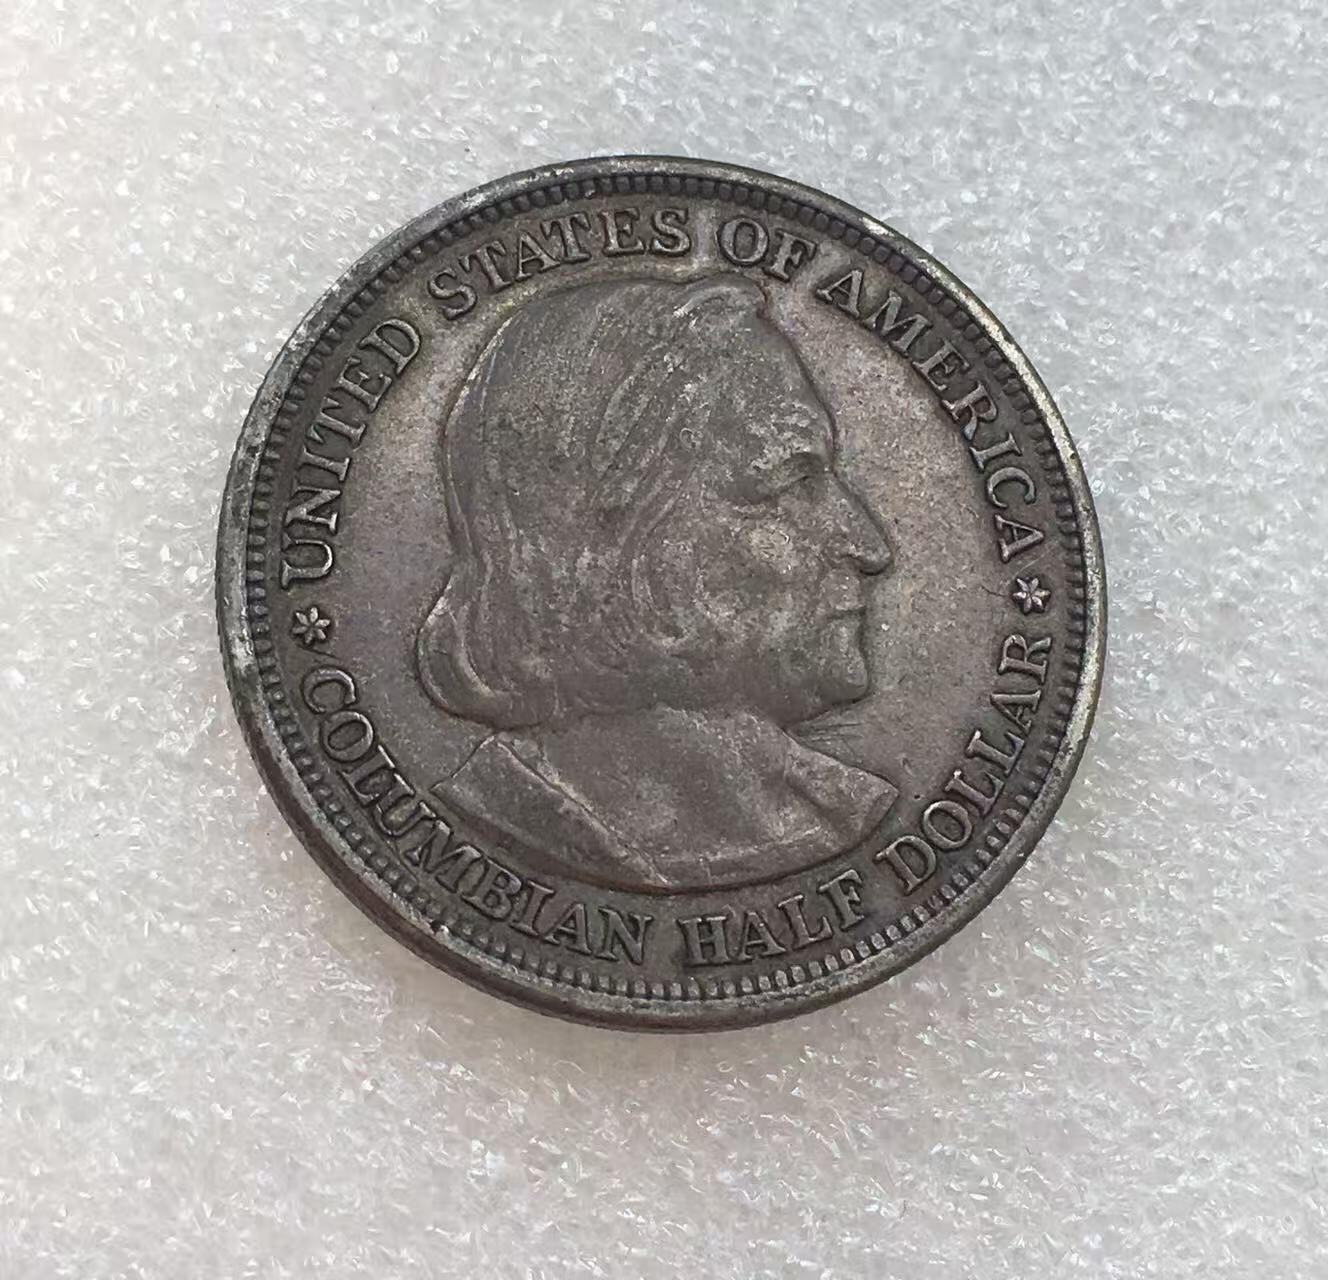 UNITED STATES OF AMERICA
COLUMBIAN HALF DOLLAR